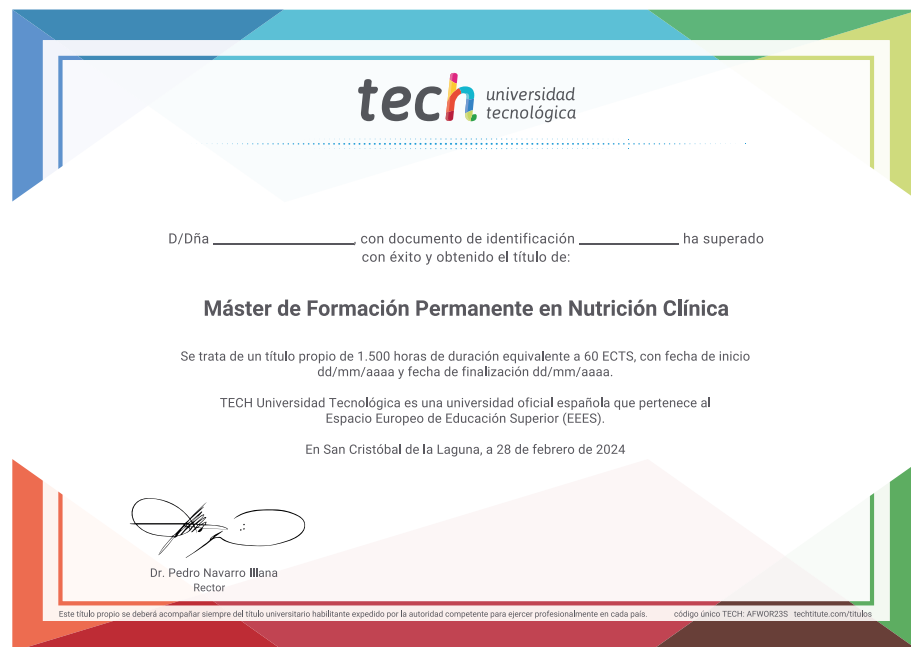 tech universidad
tecnológica
D/Dña ______________, con documento de identificación ____________ ha superado
con éxito y obtenido el título de:
Máster de Formación Permanente en Nutrición Clínica
Se trata de un título propio de 1.500 horas de duración equivalente a 60 ECTS, con fecha de inicio
dd/mm/aaaa y fecha de finalización dd/mm/aaaa.
TECH Universidad Tecnológica es una universidad oficial española que pertenece al
Espacio Europeo de Educación Superior (EEES).
En San Cristóbal de la Laguna, a 28 de febrero de 2024
Dr. Pedro Navarro Illana
Rector
Este título propio se deberá acompañar siempre del título universitario habilitante expedido por la autoridad competente para ejercer profesionalmente en cada país. código único TECH: AFWOR23S techtitute.com/titulos